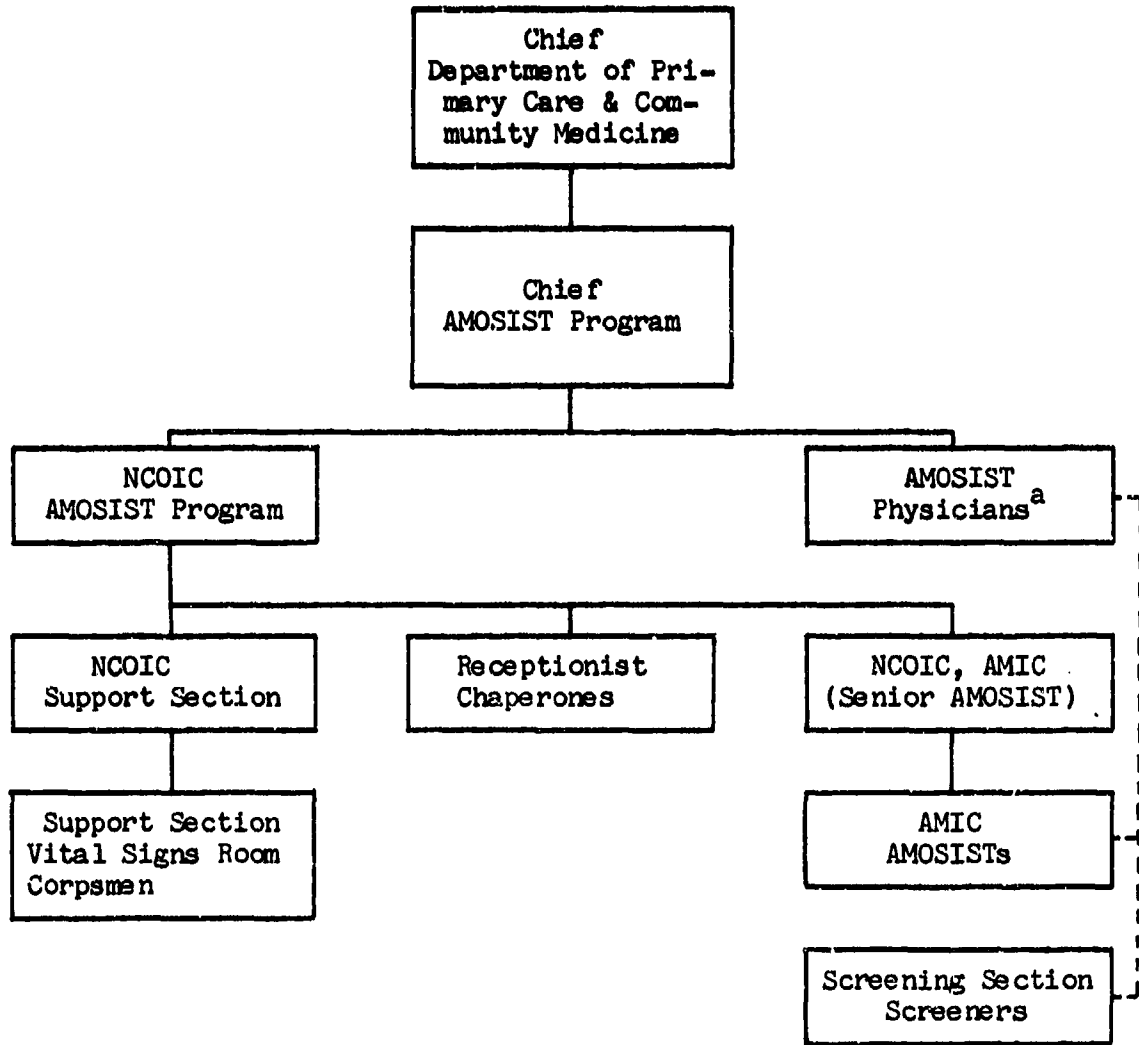 Chief
Department of Pri-
mary Care & Com-
munity Medicine
Chief
AMOSIST Program
NCOIC
AMOSIST Program
AMOSIST
Physicians a
NCOIC
Support Section
Receptionist
Chaperones
NCOIC, AMIC
(Senior AMOSIST)
Support Section
Vital Signs Room
Corpsmen
AMIC
AMOSISTs
Screening Section
Screeners